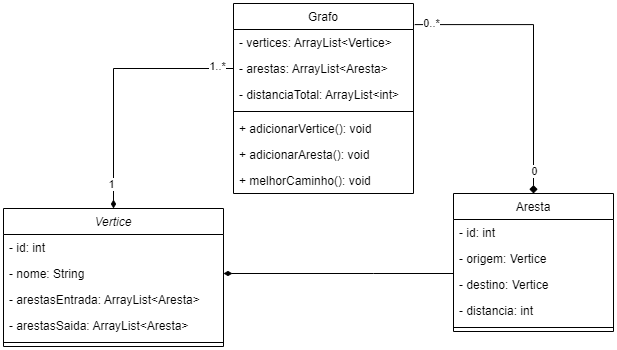 Grafo
- vertices: ArrayList<Vertice>
- arestas: ArrayList<Aresta>
- distanciaTotal: ArrayList<int>
+ adicionarVertice(): void
+ adicionarAresta(): void
+ melhorCaminho(): void
0..*
1..*
1
0
Vertice
- id: int
- nome: String
- arestasEntrada: ArrayList<Aresta>
- arestasSaida: ArrayList<Aresta>
Aresta
- id: int
- origem: Vertice
- destino: Vertice
- distancia: int